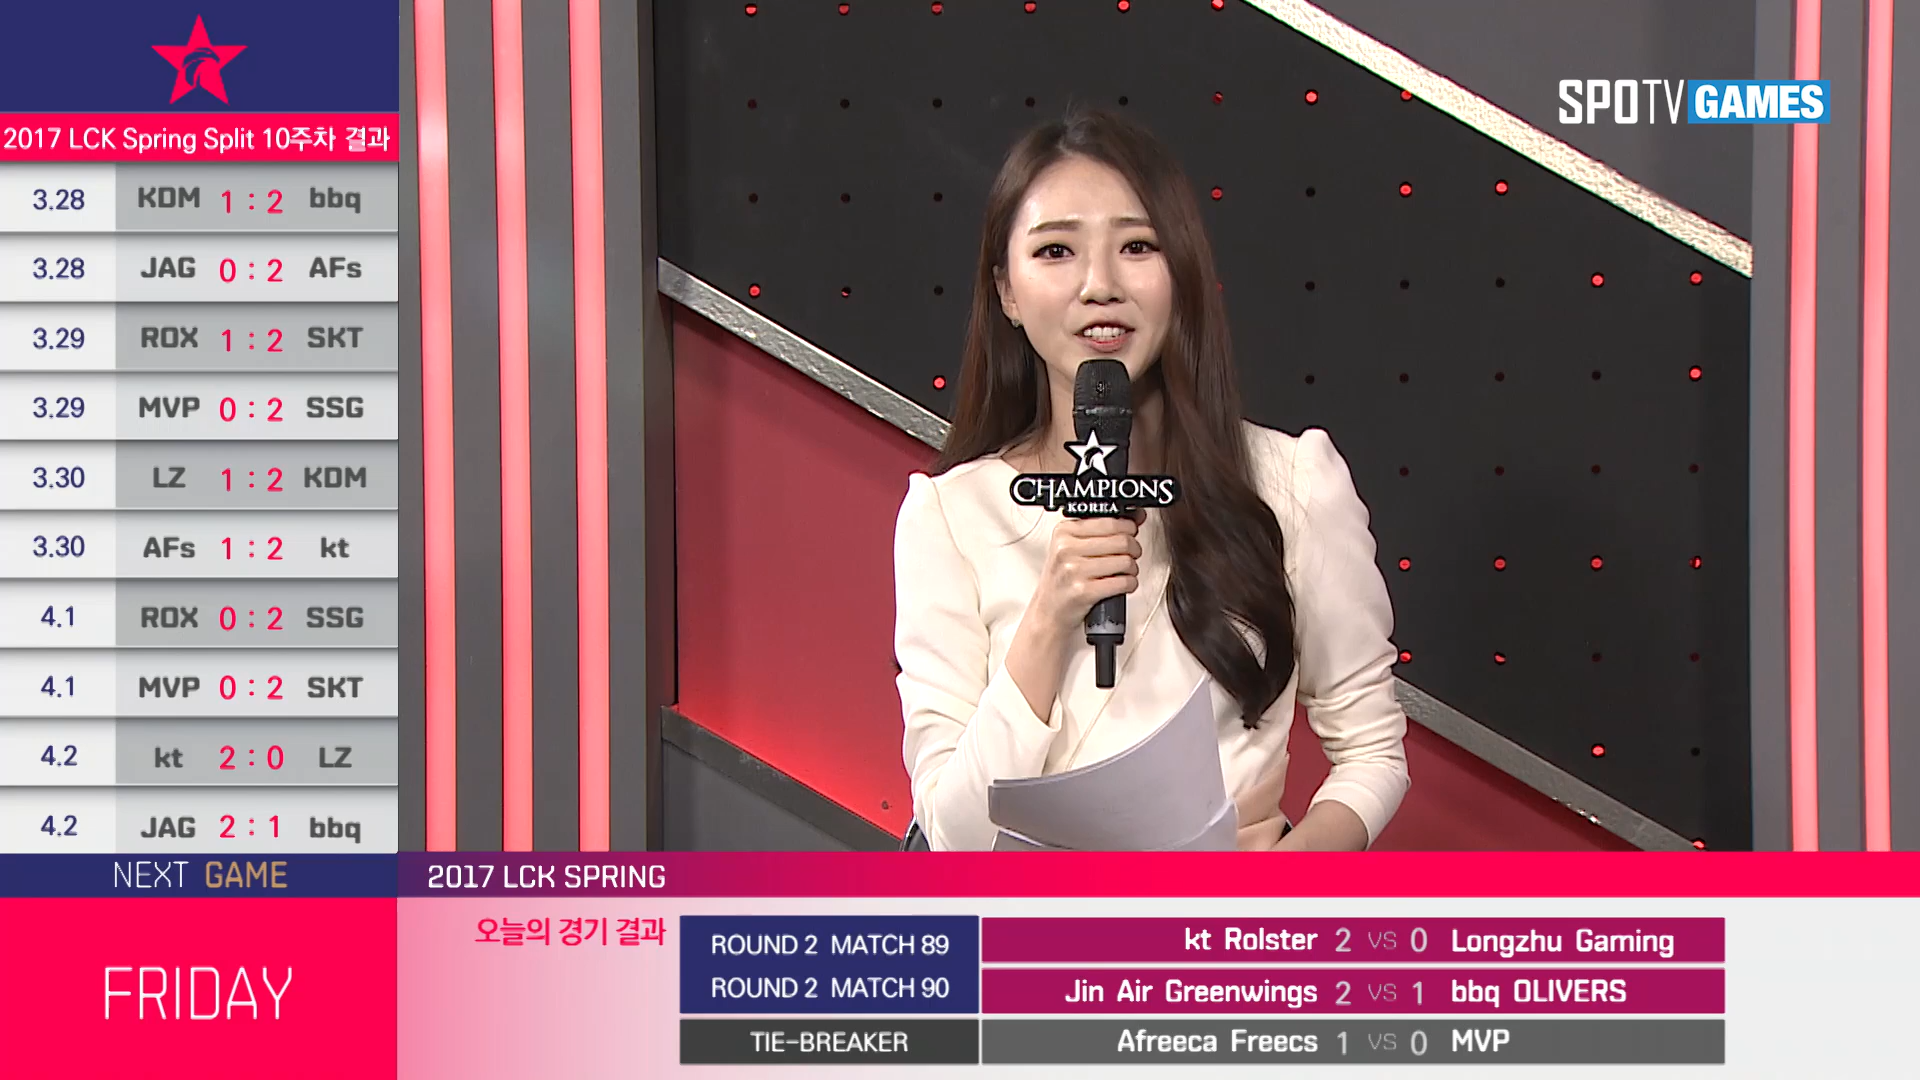 SPOTV GAMES
2017 LCK Spring Split 10주차 결과
3.28 KDM 1 : 2 bbq
3.28 JAG 0 : 2 AFs
3.29 ROX 1 : 2 SKT
3.29 MVP 0 : 2 SSG
3.30 LZ 1 : 2 KDM
3.30 AFs 1 : 2 kt
4.1 ROX 0 : 2 SSG
4.1 MVP 0 : 2 SKT
4.2 kt 2 : 0 LZ
4.2 JAG 2 : 1 bbq
CHAMPIONS
KOREA
NEXT GAME
FRIDAY
2017 LCK SPRING
오늘의 경기 결과
ROUND 2 MATCH 89 kt Rolster 2 VS 0 Longzhu Gaming
ROUND 2 MATCH 90 Jin Air Greenwings 2 VS 1 bbq OLIVERS
TIE-BREAKER Afreeca Freecs 1 VS 0 MVP